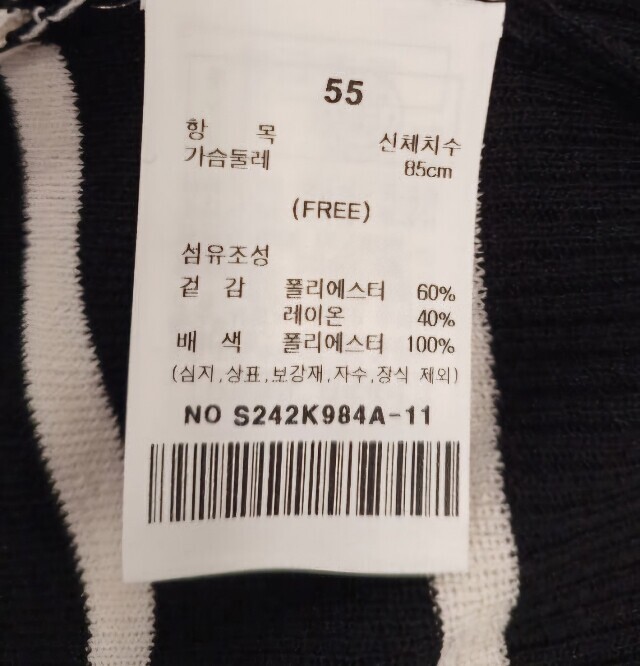 55
항 목 신체치수
가슴둘레 85cm
(FREE)
섬유조성
겉 감 폴리에스터 60%
레이온 40%
배 색 폴리에스터 100%
(심지,상표,보강재,자수,장식 제외)
NO S242K984A-11